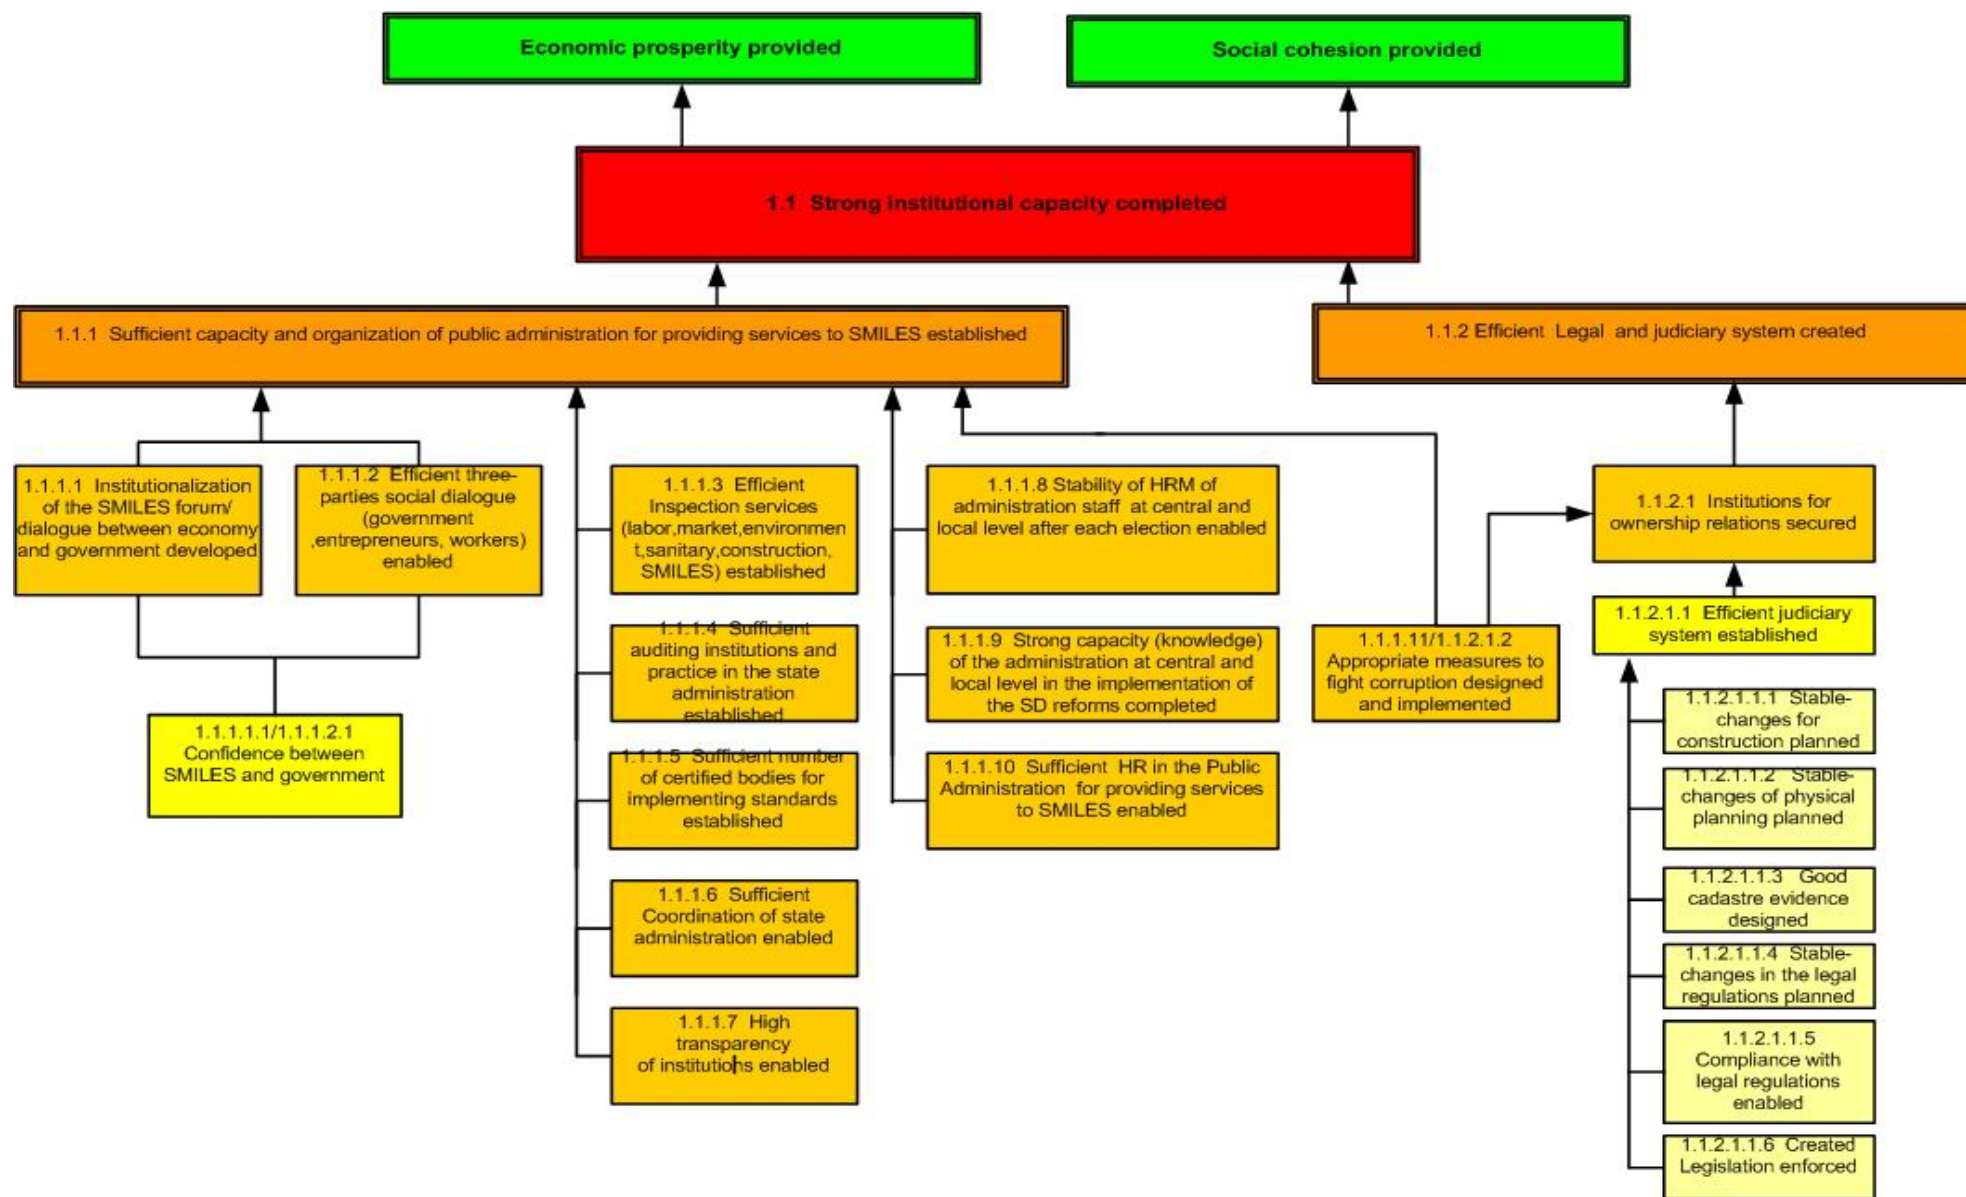 Economic prosperity provided
Social cohesion provided
1.1 Strong institutional capacity completed
1.1.1 Sufficient capacity and organization of public administration for providing services to SMILES established
1.1.2 Efficient Legal and judiciary system created
1.1.1.1 Institutionalization
of the SMILES forum/
dialogue between economy
and government developed
1.1.1.2 Efficient three-
parties social dialogue
(government
,entrepreneurs, workers)
enabled
1.1.1.1.1/1.1.1.2.1
Confidence between
SMILES and government
1.1.1.3 Efficient
Inspection services
(labor,market,environmen
t,sanitary,construction,
SMILES) established
1.1.1.4 Sufficient
auditing institutions and
practice in the state
administration
established
1.1.1.5 Sufficient number
of certified bodies for
implementing standards
established
1.1.1.6 Sufficient
Coordination of state
administration enabled
1.1.1.7 High
transparency
of institutions enabled
1.1.1.8 Stability of HRM of
administration staff at central and
local level after each election enabled
1.1.1.9 Strong capacity (knowledge)
of the administration at central and
local level in the implementation of
the SD reforms completed
1.1.1.10 Sufficient HR in the Public
Administration for providing services
to SMILES enabled
1.1.1.11/1.1.2.1.2
Appropriate measures to
fight corruption designed
and implemented
1.1.2.1 Institutions for
ownership relations secured
1.1.2.1.1 Efficient judiciary
system established
1.1.2.1.1.1 Stable-
changes for
construction planned
1.1.2.1.1.2 Stable-
changes of physical
planning planned
1.1.2.1.1.3 Good
cadastre evidence
designed
1.1.2.1.1.4 Stable-
changes in the legal
regulations planned
1.1.2.1.1.5
Compliance with
legal regulations
enabled
1.1.2.1.1.6 Created
Legislation enforced